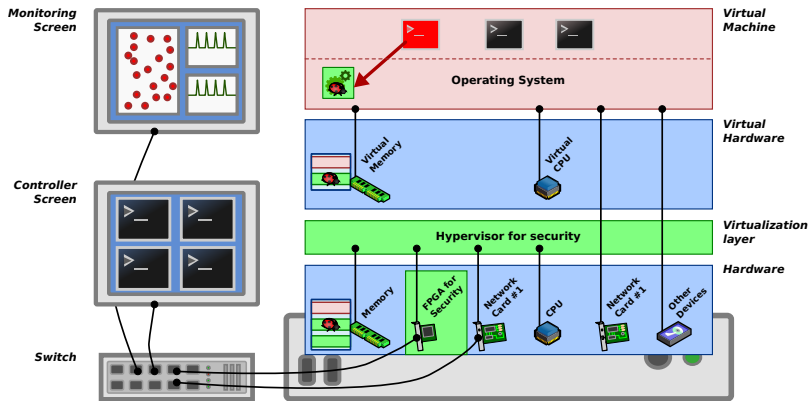 Monitoring
Screen
Virtual
Machine
>_
>_
>_
Operating System
Virtual
Hardware
Virtual
Memory
Virtual
CPU
Controller
Screen
>_
>_
>_
>_
Hypervisor for security
Virtualization
layer
Hardware
Memory
FPGA for
Security
Network
Card #1
CPU
Network
Card #1
Other
Devices
Switch